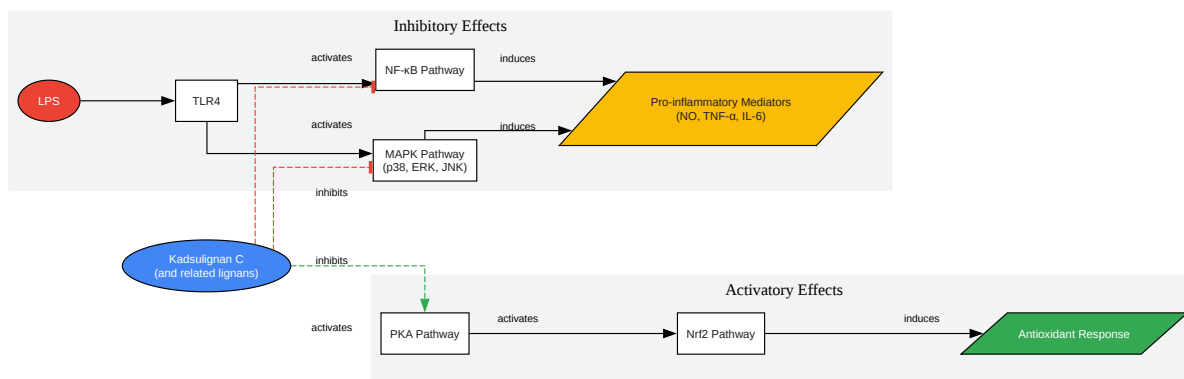 Inhibitory Effects
activates
induces
NF-κB Pathway
LPS
TLR4
Pro-inflammatory Mediators
(NO, TNF-α, IL-6)
activates
induces
MAPK Pathway
(p38, ERK, JNK)
inhibits
Kadsulignan C
(and related lignans)
inhibits
Activatory Effects
activates
activates
induces
PKA Pathway
Nrf2 Pathway
Antioxidant Response